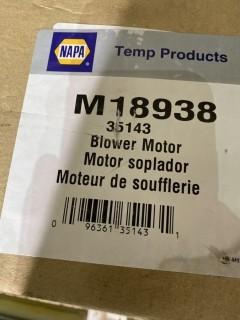 NAPA
Temp Products
M18938
35143
Blower Motor
Motor soplador
Moteur de soufflerie
0 96361 35143 1